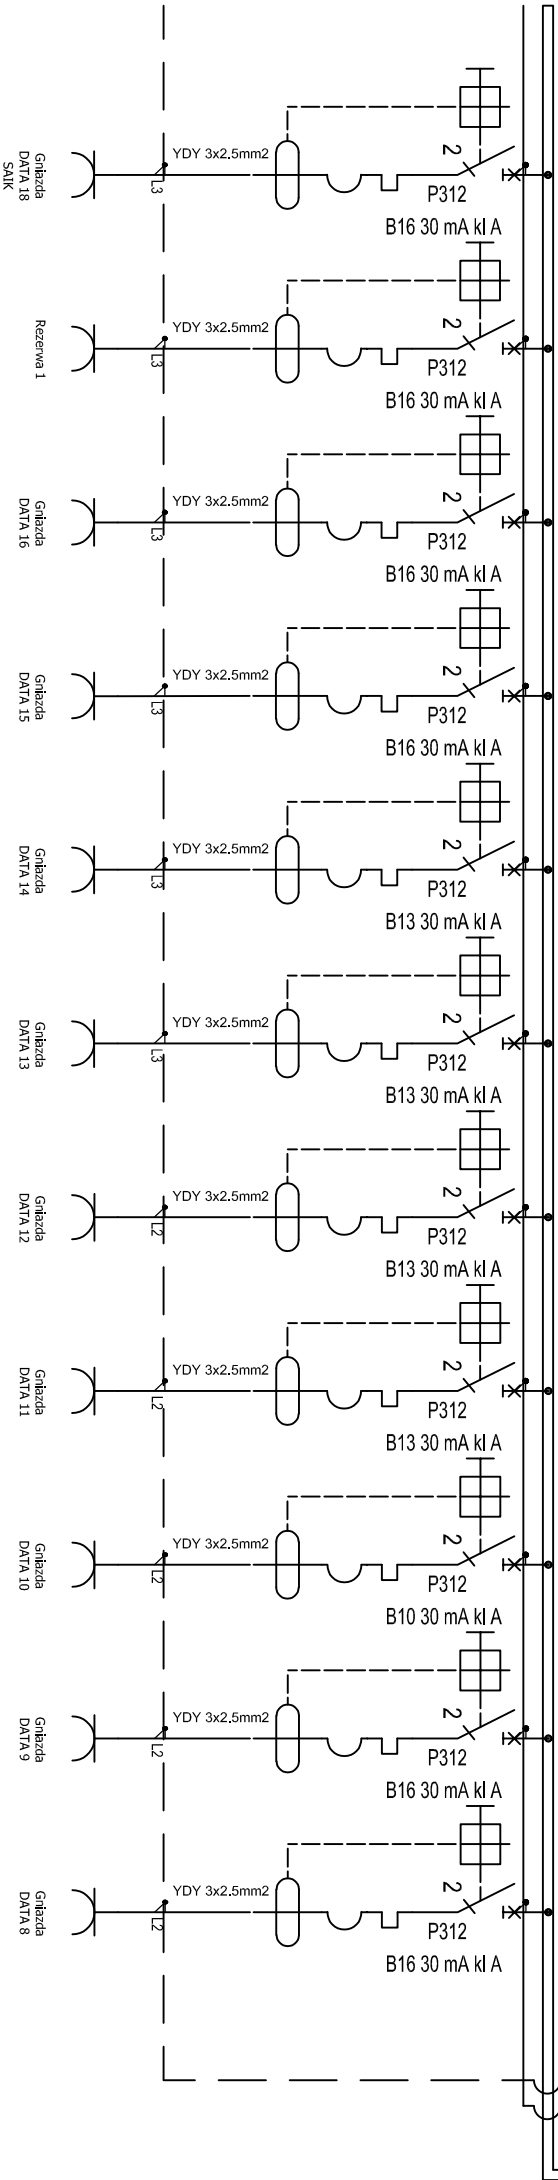 2
YDY 3x2.5mm2
P312
L3
Gniazda
DATA 18
SAIK
B16 30 mA kl A
2
YDY 3x2.5mm2
P312
L3
Rezerwa 1
B16 30 mA kl A
2
YDY 3x2.5mm2
P312
L3
Gniazda
DATA 16
B16 30 mA kl A
2
YDY 3x2.5mm2
P312
L3
Gniazda
DATA 15
B16 30 mA kl A
2
YDY 3x2.5mm2
P312
L3
Gniazda
DATA 14
B13 30 mA kl A
2
YDY 3x2.5mm2
P312
L3
Gniazda
DATA 13
B13 30 mA kl A
2
YDY 3x2.5mm2
P312
L2
Gniazda
DATA 12
B13 30 mA kl A
2
YDY 3x2.5mm2
P312
L2
Gniazda
DATA 11
B13 30 mA kl A
2
YDY 3x2.5mm2
P312
L2
Gniazda
DATA 10
B10 30 mA kl A
2
YDY 3x2.5mm2
P312
L2
Gniazda
DATA 9
B16 30 mA kl A
2
YDY 3x2.5mm2
P312
L2
Gniazda
DATA 8
B16 30 mA kl A